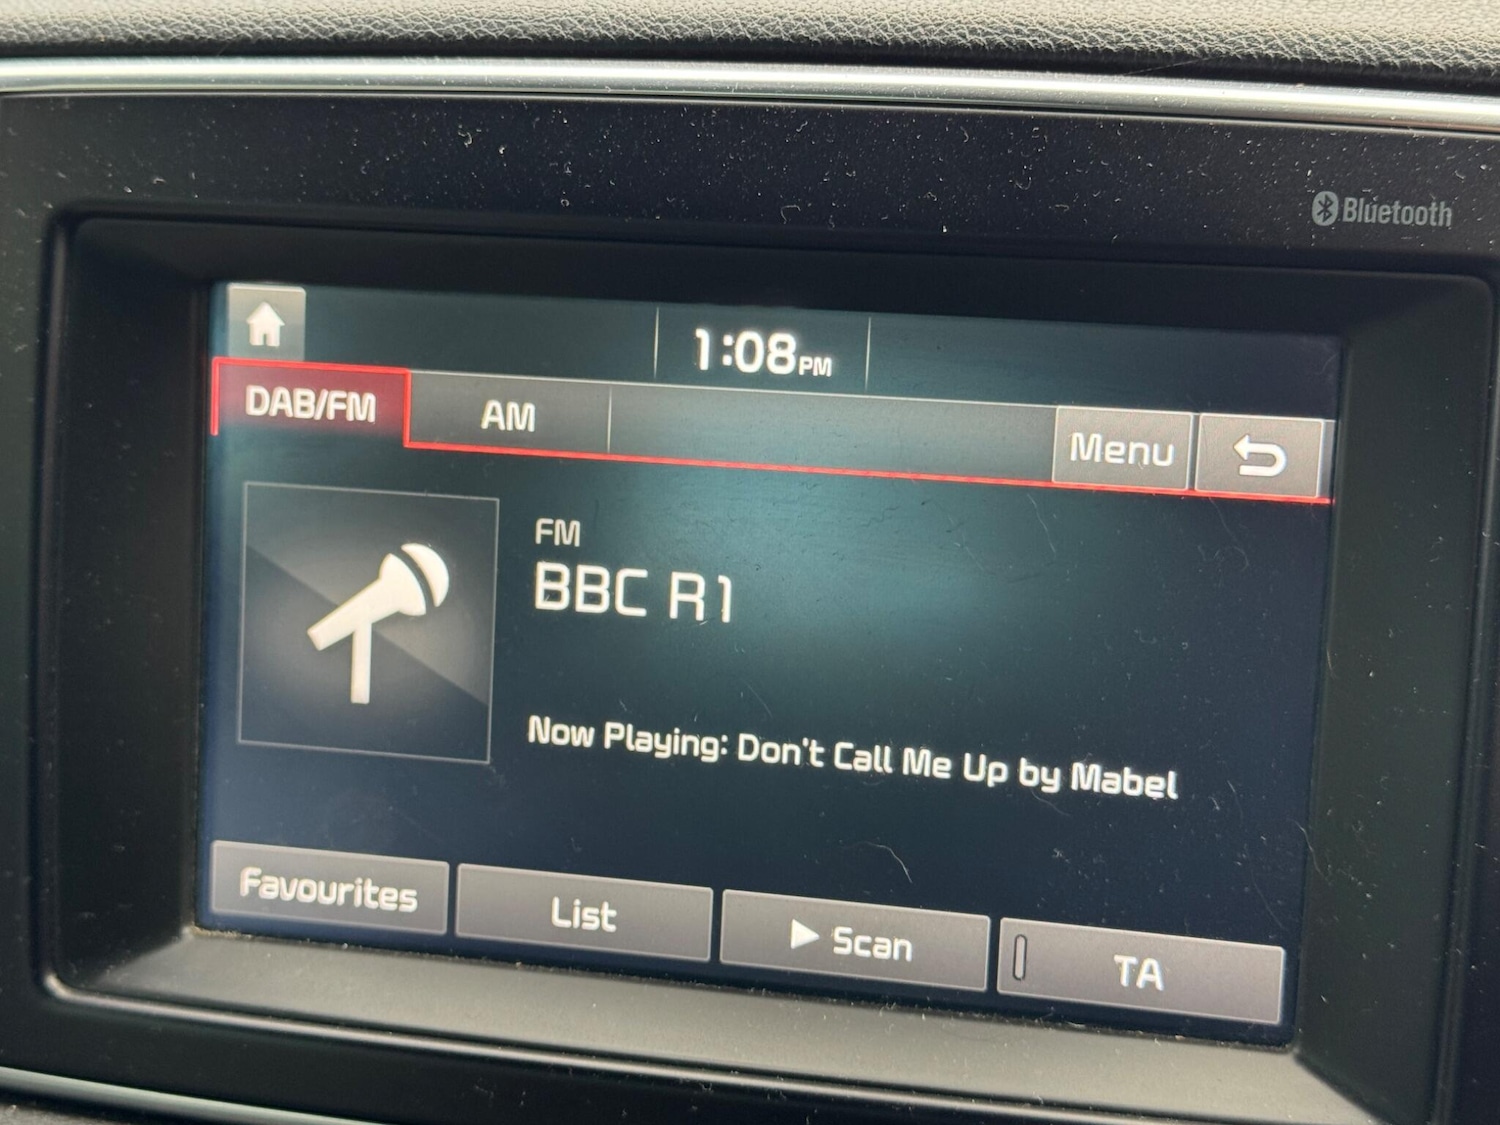 Bluetooth
1:08PM
DAB/FM
AM
Menu
FM
BBC R1
Now Playing: Don't Call Me Up by Mabel
Favourites
List
Scan
TA